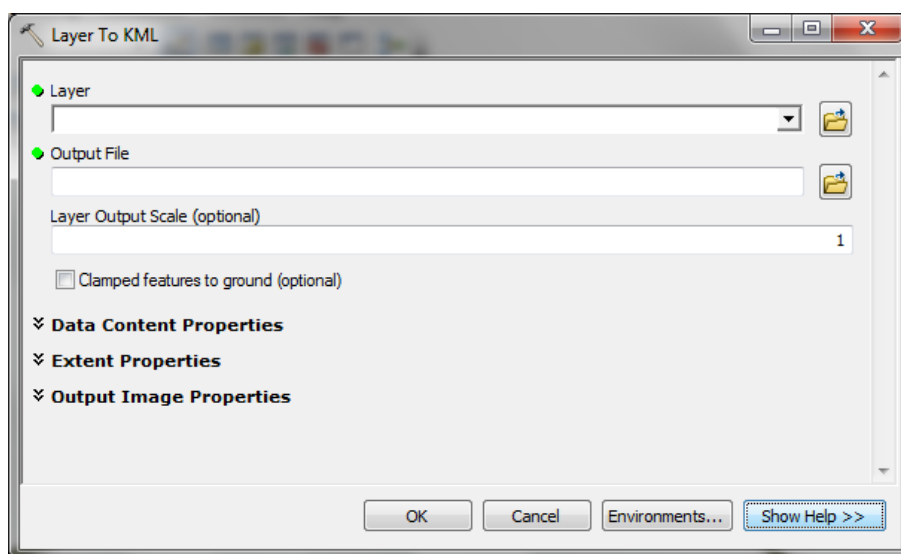 Layer To KML
Layer
Output File
Layer Output Scale (optional)
1
Clamped features to ground (optional)
Data Content Properties
Extent Properties
Output Image Properties
OK Cancel Environments... Show Help >>